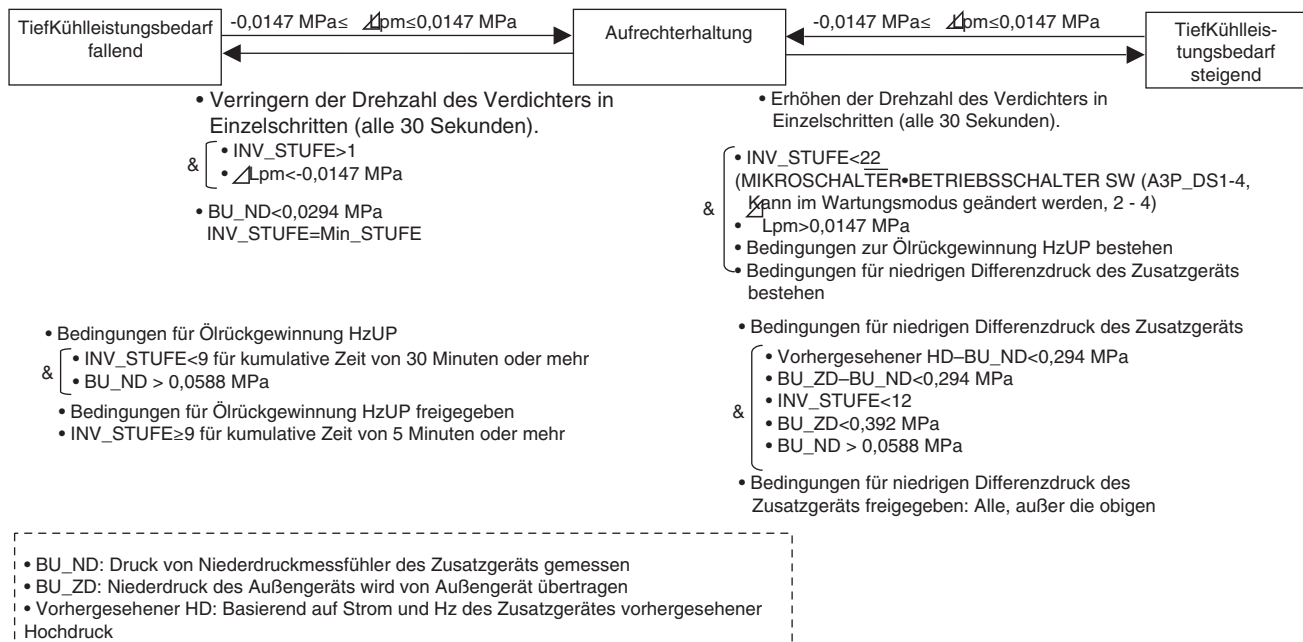 TiefKühlleistungsbedarf
fallend
-0,0147 MPa≤ ⊿Lpm≤0,0147 MPa
Aufrechterhaltung
-0,0147 MPa≤ ⊿Lpm≤0,0147 MPa
TiefKühlleis-
tungsbedarf
steigend
• Verringern der Drehzahl des Verdichters in
Einzelschritten (alle 30 Sekunden).
&
• INV_STUFE>1
• ⊿Lpm<-0,0147 MPa
• BU_ND<0,0294 MPa
INV_STUFE=Min_STUFE
• Erhöhen der Drehzahl des Verdichters in
Einzelschritten (alle 30 Sekunden).
&
• INV_STUFE<22
(MIKROSCHALTER•BETRIEBSSCHALTER SW (A3P_DS1-4,
Kann im Wartungsmodus geändert werden, 2 - 4)
• ⊿Lpm>0,0147 MPa
• Bedingungen zur Ölrückgewinnung HzUP bestehen
• Bedingungen für niedrigen Differenzdruck des Zusatzgeräts
bestehen
• Bedingungen für Ölrückgewinnung HzUP
&
• INV_STUFE<9 für kumulative Zeit von 30 Minuten oder mehr
• BU_ND > 0,0588 MPa
• Bedingungen für Ölrückgewinnung HzUP freigegeben
• INV_STUFE≥9 für kumulative Zeit von 5 Minuten oder mehr
• Bedingungen für niedrigen Differenzdruck des Zusatzgeräts
&
• Vorhergesehener HD–BU_ND<0,294 MPa
• BU_ZD–BU_ND<0,294 MPa
• INV_STUFE<12
• BU_ZD<0,392 MPa
• BU_ND > 0,0588 MPa
• Bedingungen für niedrigen Differenzdruck des
Zusatzgeräts freigegeben: Alle, außer die obigen
• BU_ND: Druck von Niederdruckmessfühler des Zusatzgeräts gemessen
• BU_ZD: Niederdruck des Außengeräts wird von Außengerät übertragen
• Vorhergesehener HD: Basierend auf Strom und Hz des Zusatzgerätes vorhergesehener
Hochdruck